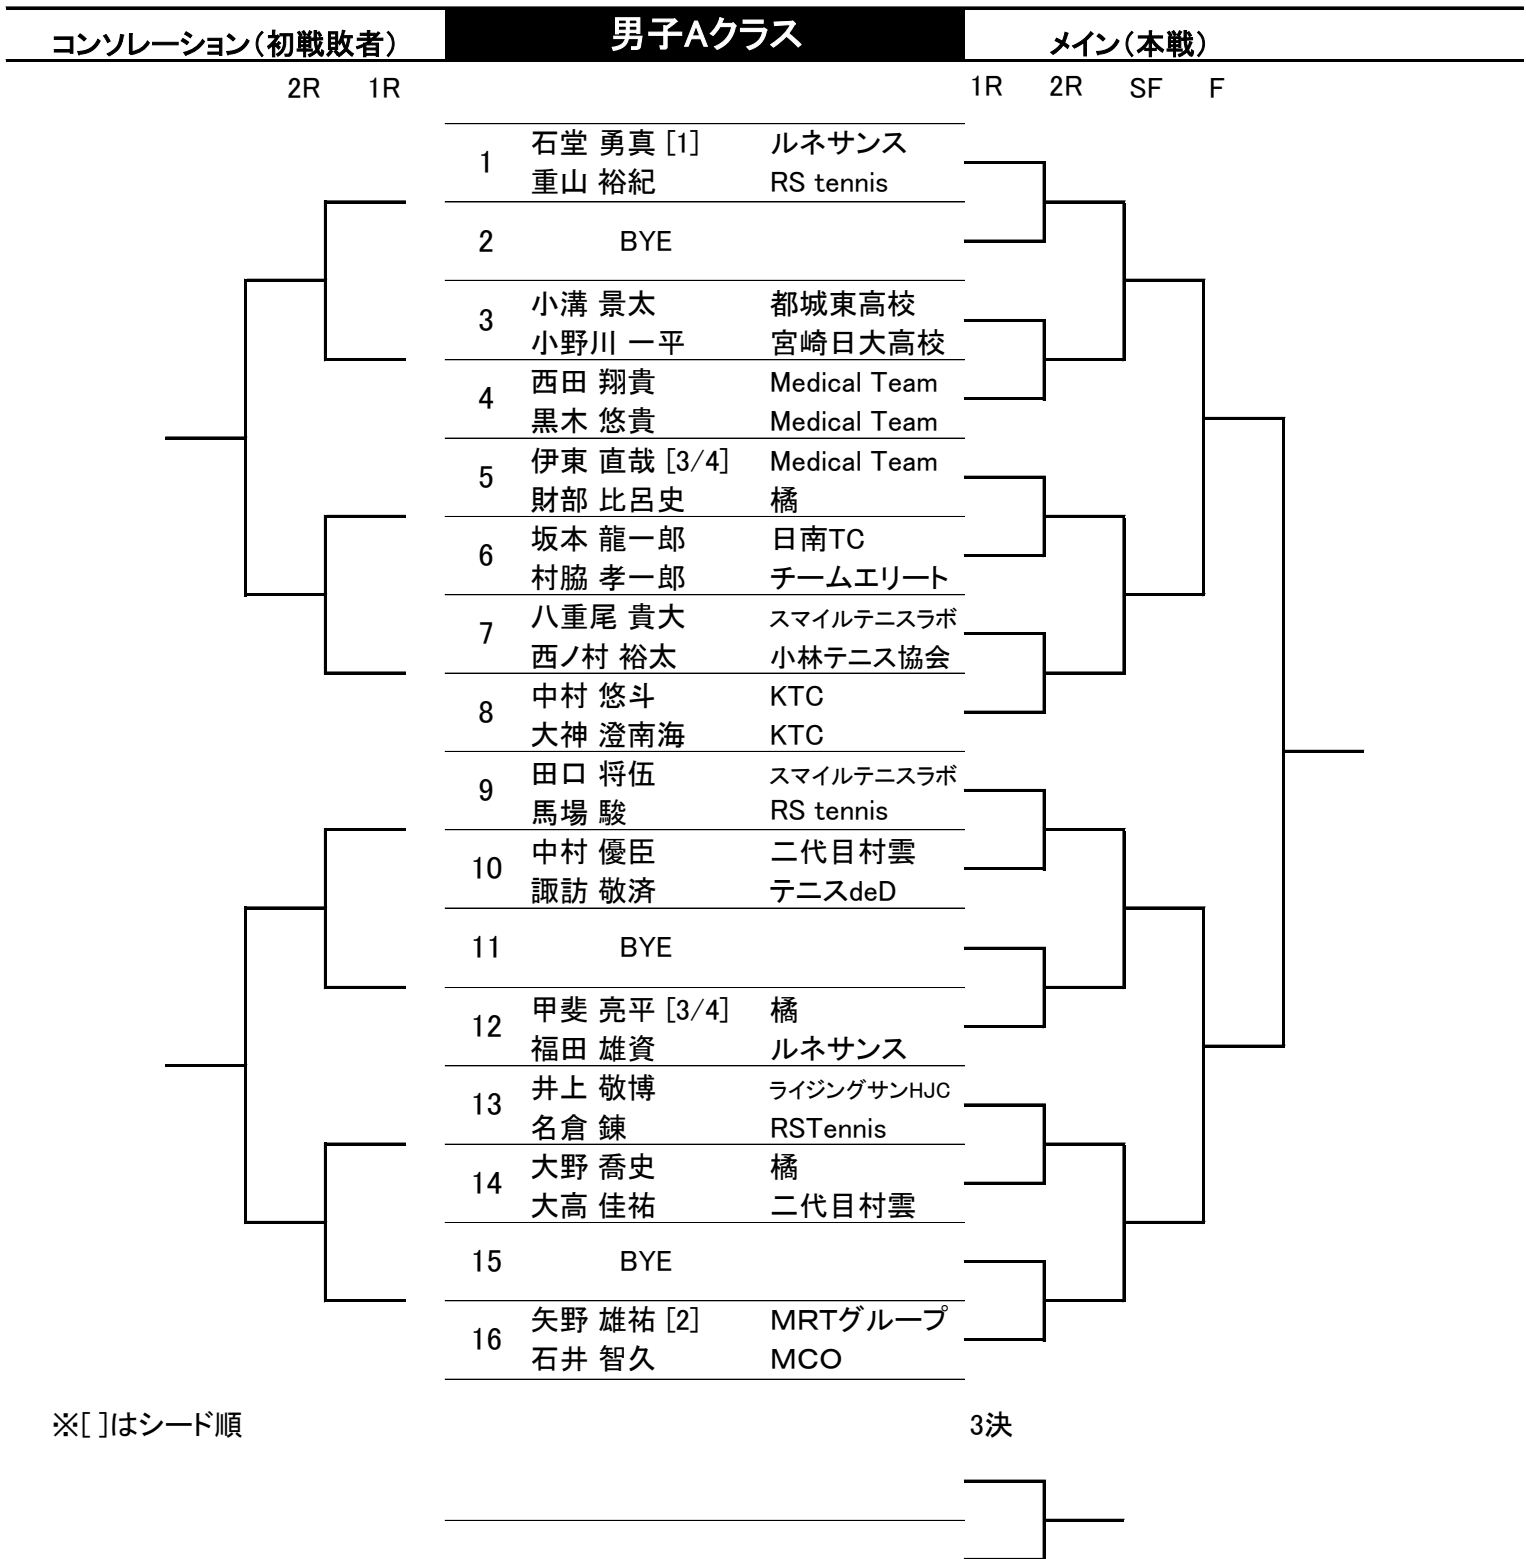 コンソレーション（初戦敗者） 男子Aクラス メイン（本戦）
2R 1R 1R 2R SF F
1 石堂 勇真 [1] ルネサンス
重山 裕紀 RS tennis
2 BYE
3 小溝 景太 都城東高校
小野川 一平 宮崎日大高校
4 西田 翔貴 Medical Team
黒木 悠貴 Medical Team
5 伊東 直哉 [3/4] Medical Team
財部 比呂史 橘
6 坂本 龍一郎 日南TC
村脇 孝一郎 チームエリート
7 八重尾 貴大 スマイルテニスラボ
西ノ村 裕太 小林テニス協会
8 中村 悠斗 KTC
大神 澄南海 KTC
9 田口 将伍 スマイルテニスラボ
馬場 駿 RS tennis
10 中村 優臣 二代目村雲
諏訪 敬済 テニスdeD
11 BYE
12 甲斐 亮平 [3/4] 橘
福田 雄資 ルネサンス
13 井上 敬博 ライジングサンHJC
名倉 錬 RSTennis
14 大野 喬史 橘
大高 佳祐 二代目村雲
15 BYE
16 矢野 雄祐 [2] ＭＲＴグループ
石井 智久 ＭＣＯ
※[ ]はシード順 3決